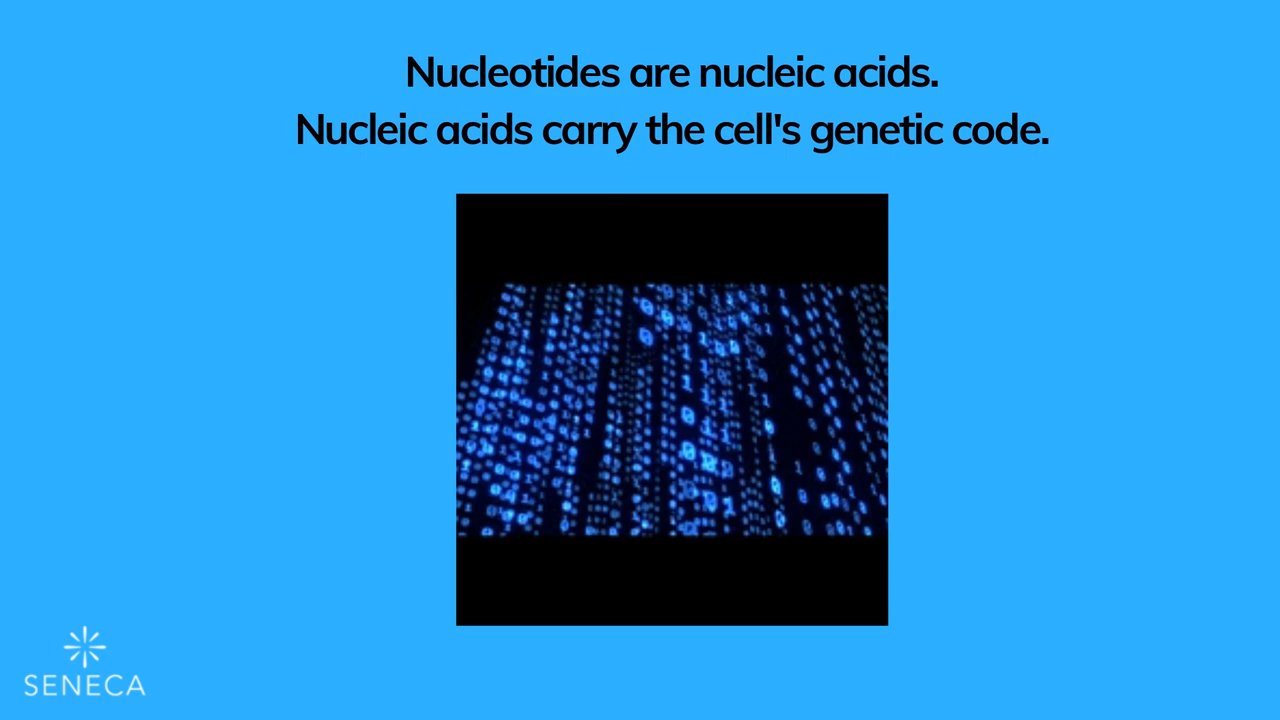 Nucleotides are nucleic acids.
Nucleic acids carry the cell's genetic code.
SENECA